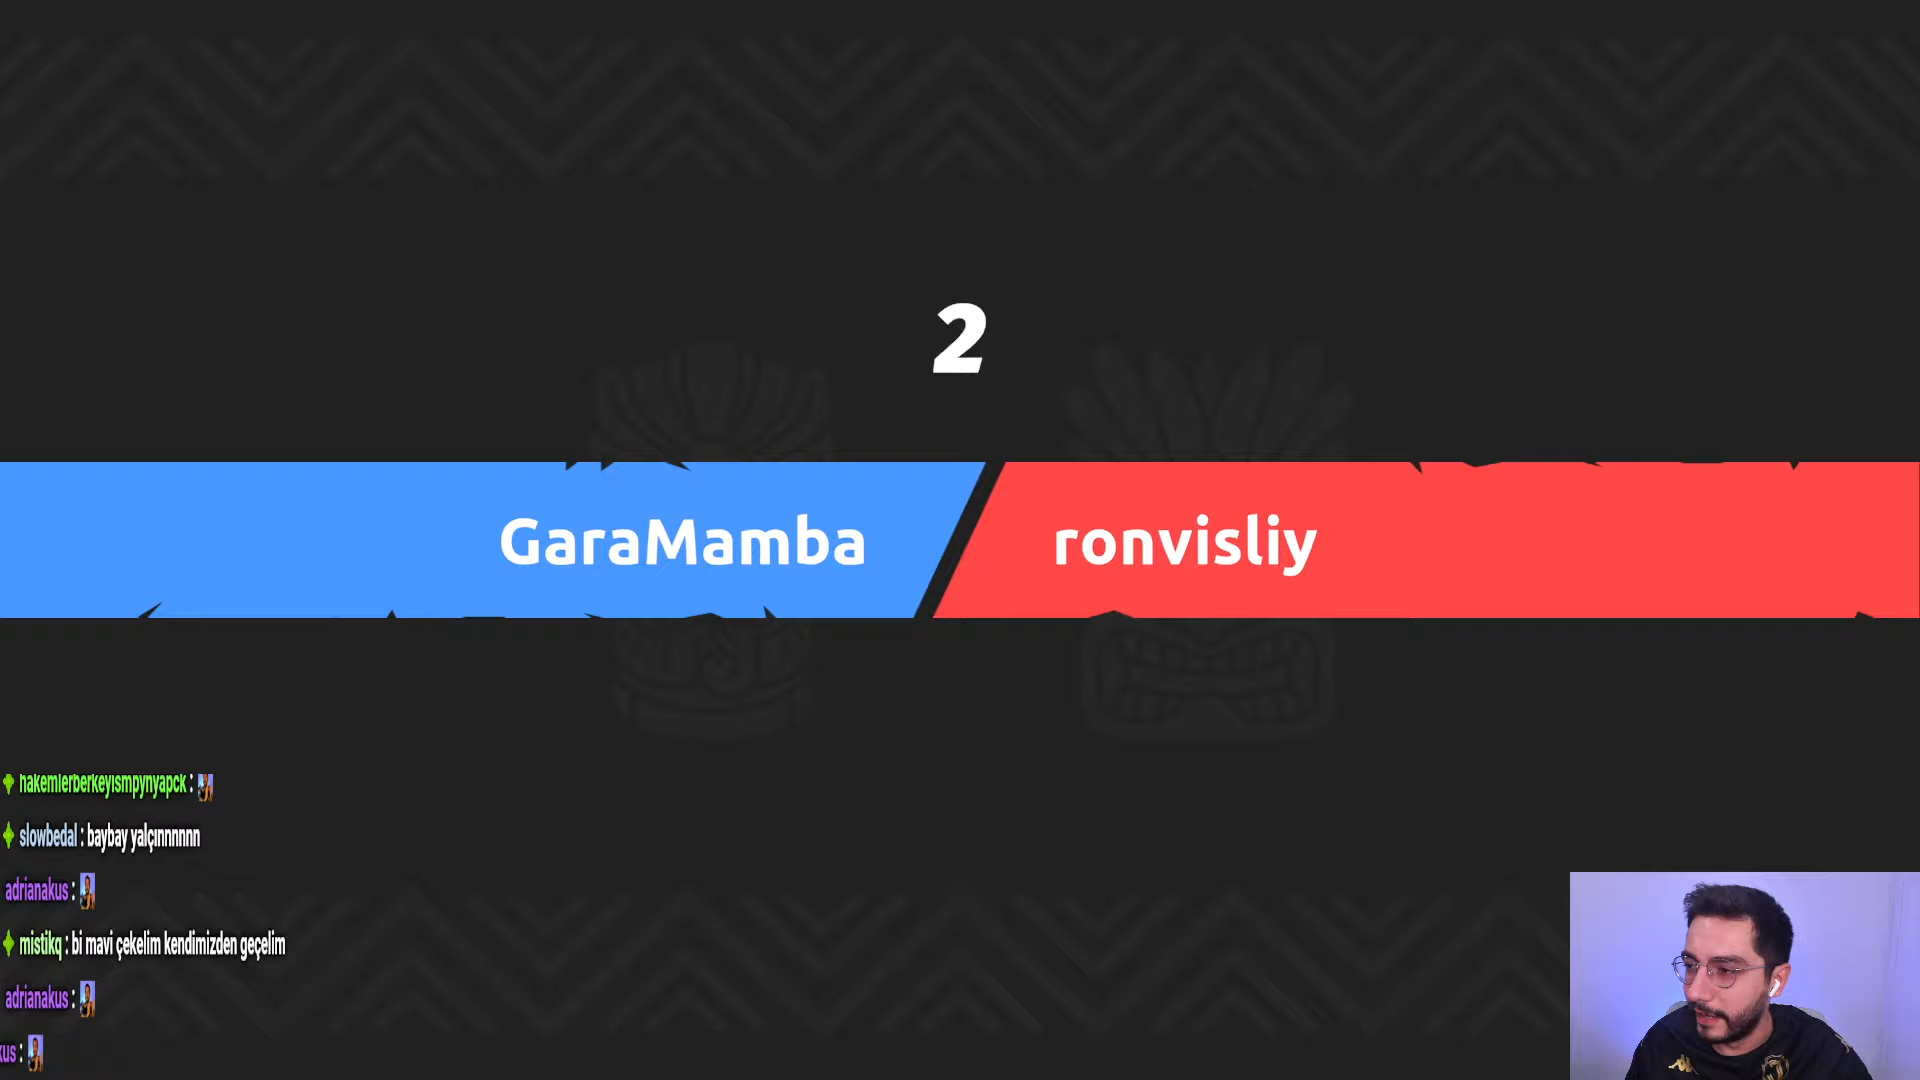 2
GaraMamba
ronvisliy
hakemlerberkeyismpynyapck :
slowbedal : baybay yalçınnnnnn
adrianakus :
mistikq : bi mavi çekelim kendimizden geçelim
adrianakus :
kus :